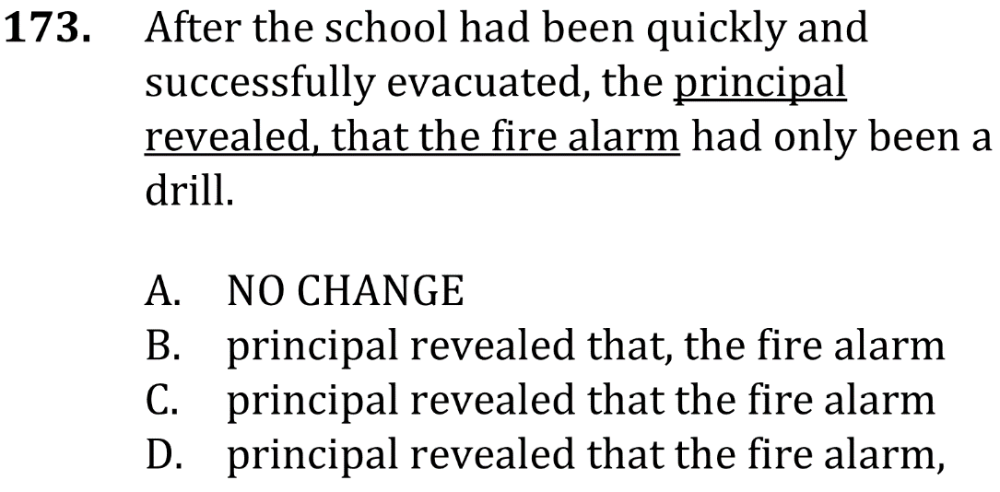 173. After the school had been quickly and
successfully evacuated, the principal
revealed, that the fire alarm had only been a
drill.
A. NO CHANGE
B. principal revealed that, the fire alarm
C. principal revealed that the fire alarm
D. principal revealed that the fire alarm,